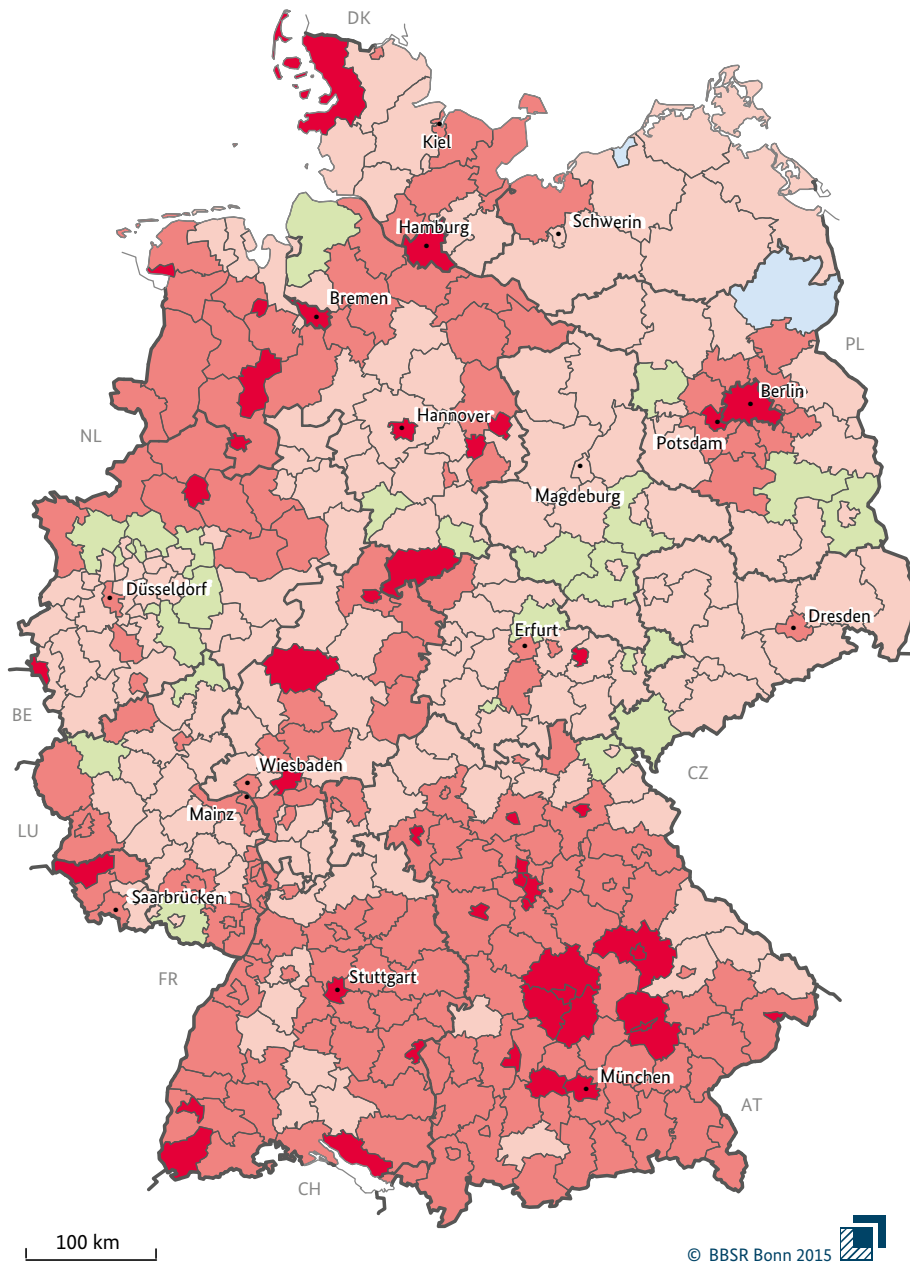 DK
Kiel
Schwerin
Hamburg
Bremen
PL
Berlin
Hannover
NL
Potsdam
Magdeburg
Düsseldorf
Dresden
Erfurt
BE
Wiesbaden
CZ
Mainz
LU
Saarbrücken
FR
Stuttgart
München
AT
CH
100 km
© BBSR Bonn 2015